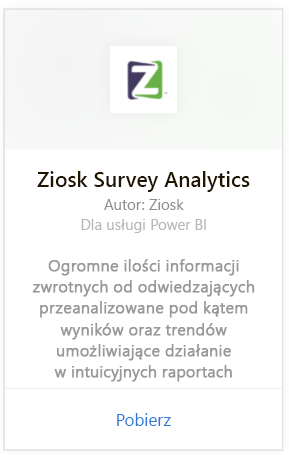 Z
Ziosk Survey Analytics
Autor: Ziosk
Dla usługi Power BI
Ogromne ilości informacji
zwrotnych od odwiedzających
przeanalizowane pod kątem
wyników oraz trendów
umożliwiające działanie
w intuicyjnych raportach
Pobierz